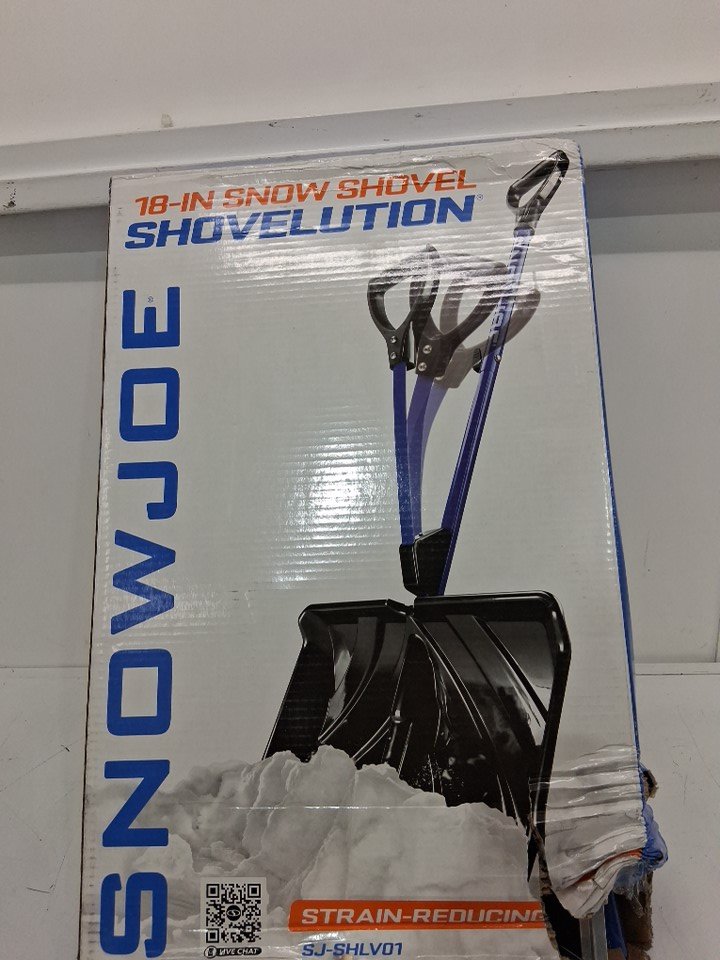 18-IN SNOW SHOVEL
SHOVELUTION®
SNOWJOE®
STRAIN-REDUCING
SJ-SHLV01